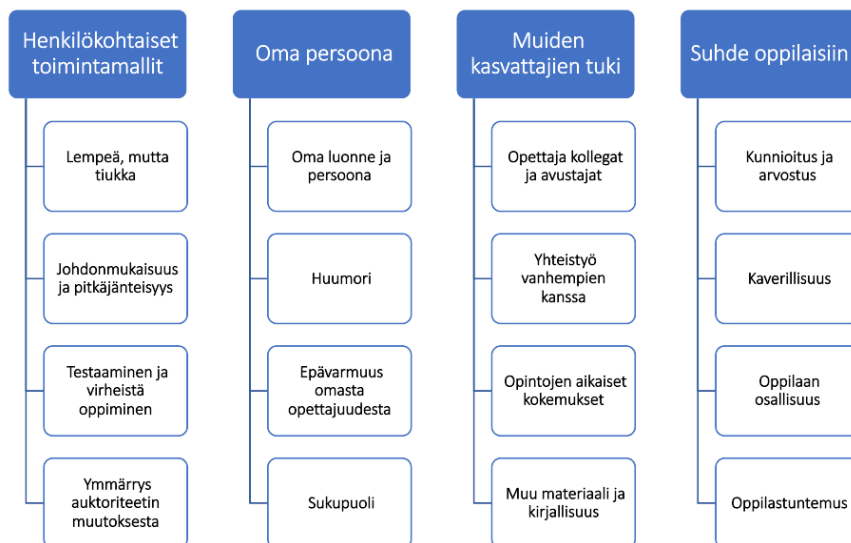 Henkilökohtaiset
toimintamallit
Lempeä, mutta
tiukka
Johdonmukaisuus
ja pitkäjänteisyys
Testaaminen ja
virheistä
oppiminen
Ymmärrys
auktoriteetin
muutoksesta
Oma persoona
Oma luonne ja
persoona
Huumori
Epävarmuus
omasta
opettajuudesta
Sukupuoli
Muiden
kasvattajien tuki
Opettaja kollegat
ja avustajat
Yhteistyö
vanhempien
kanssa
Opintojen aikaiset
kokemukset
Muu materiaali ja
kirjallisuus
Suhde oppilaisiin
Kunnioitus ja
arvostus
Kaverillisuus
Oppilaan
osallisuus
Oppilastuntemus